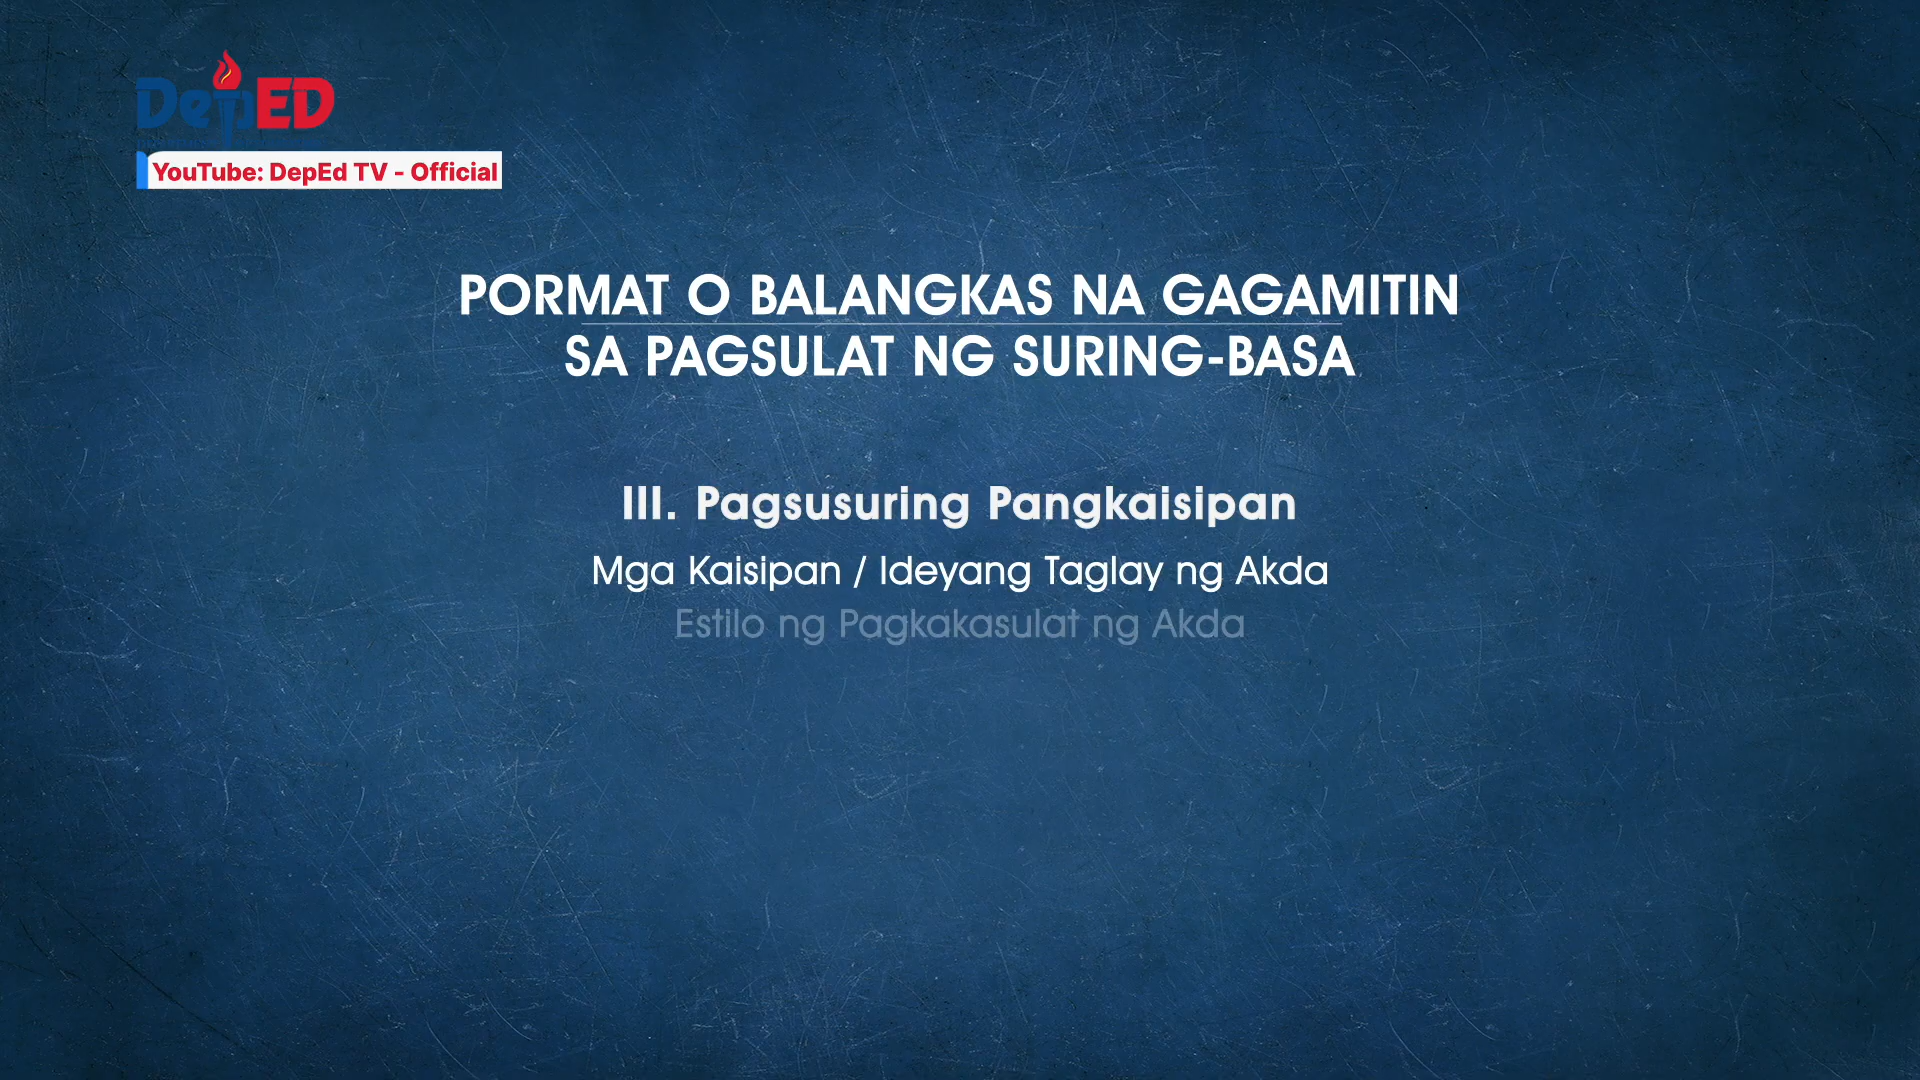 DepED
YouTube: DepEd TV - Official
PORMAT O BALANGKAS NA GAGAMITIN
SA PAGSULAT NG SURING-BASA
III. Pagsusuring Pangkaisipan
Mga Kaisipan / Ideyang Taglay ng Akda
Estilo ng Pagkakasulat ng Akda